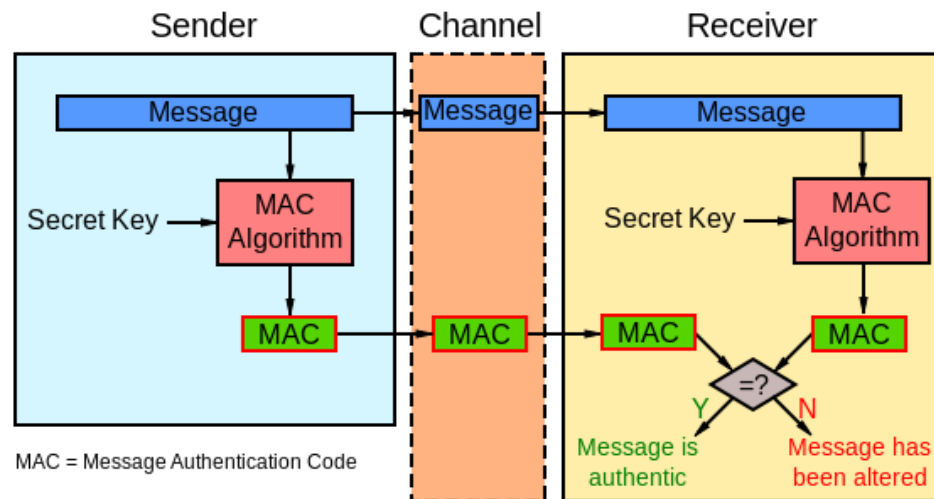 Sender
Channel
Receiver
Message
Message
Message
Secret Key
MAC
Algorithm
Secret Key
MAC
Algorithm
MAC
MAC
MAC
MAC
=?
Y
N
Message is
authentic
Message has
been altered
MAC = Message Authentication Code